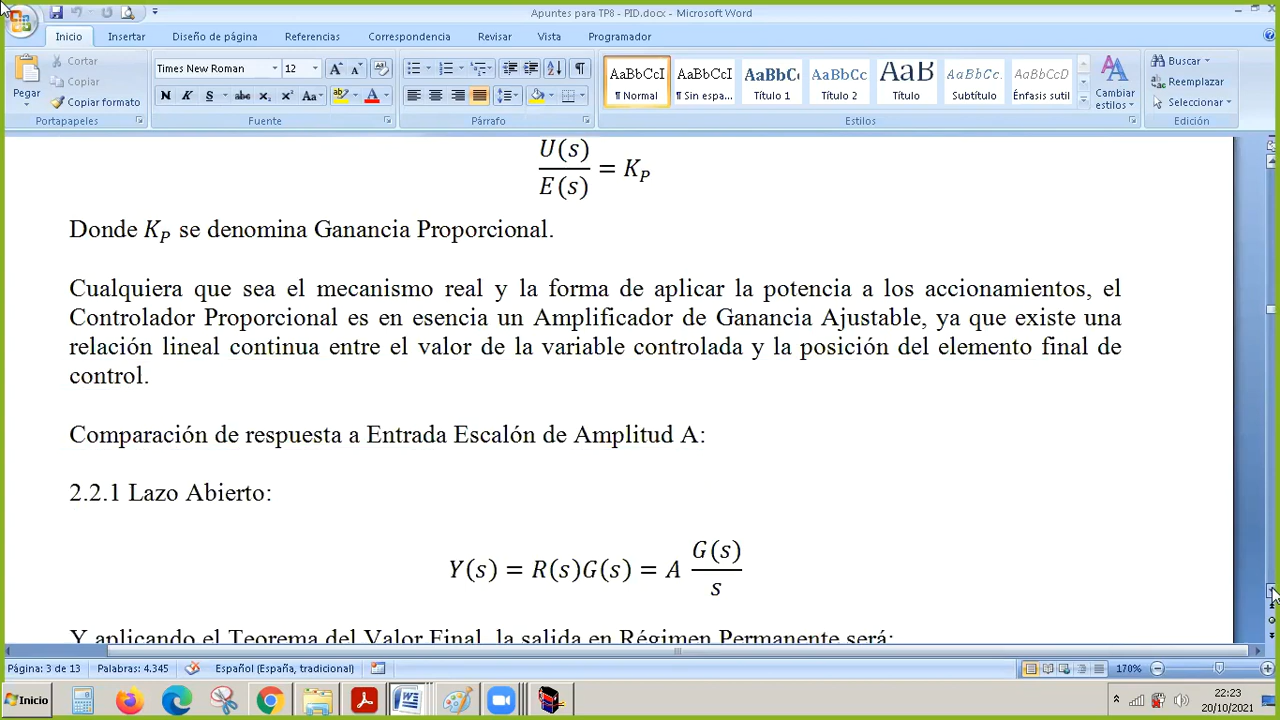 Apuntes para TP8 - PID.docx - Microsoft Word
Inicio Insertar Diseño de página Referencias Correspondencia Revisar Vista Programador
Pegar Cortar Copiar Copiar formato
Times New Roman 12
N K S abc x₂ x² Aa
AaBbCcI AaBbCcI AaBbCc AaBbCc AaB AaBbCc. AaBbCcD
¶ Normal ¶ Sin espa... Título 1 Título 2 Título Subtítulo Énfasis sutil
Cambiar estilos
Buscar
Reemplazar
Seleccionar
Portapapeles Fuente Párrafo Estilos Edición
U(s)/E(s) = K_P
Donde K_P se denomina Ganancia Proporcional.
Cualquiera que sea el mecanismo real y la forma de aplicar la potencia a los accionamientos, el
Controlador Proporcional es en esencia un Amplificador de Ganancia Ajustable, ya que existe una
relación lineal continua entre el valor de la variable controlada y la posición del elemento final de
control.
Comparación de respuesta a Entrada Escalón de Amplitud A:
2.2.1 Lazo Abierto:
Y(s) = R(s)G(s) = A G(s)/s
Y aplicando el Teorema del Valor Final, la salida en Régimen Permanente será:
Página: 3 de 13 Palabras: 4.345 Español (España, tradicional) 170%
Inicio 22:23
20/10/2021